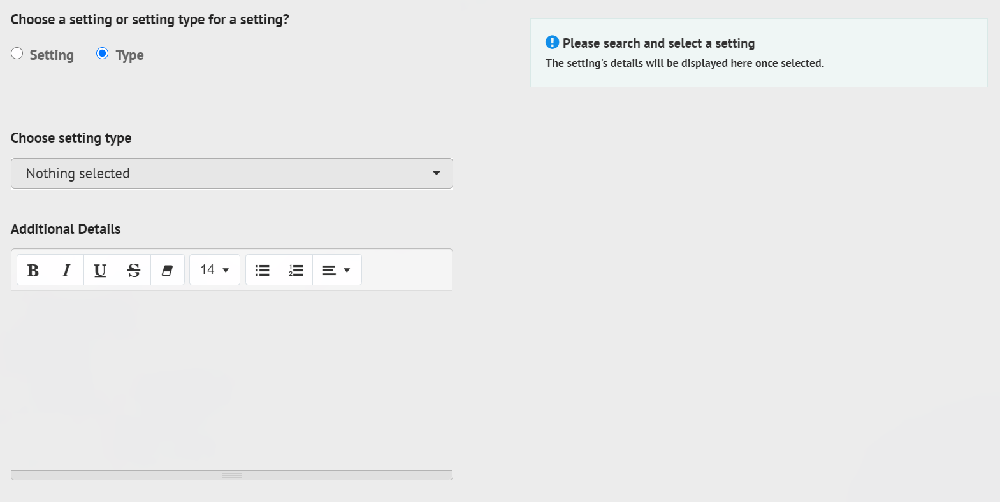 Choose a setting or setting type for a setting?
Setting
Type
Please search and select a setting
The setting's details will be displayed here once selected.
Choose setting type
Nothing selected
Additional Details
B I U S 14